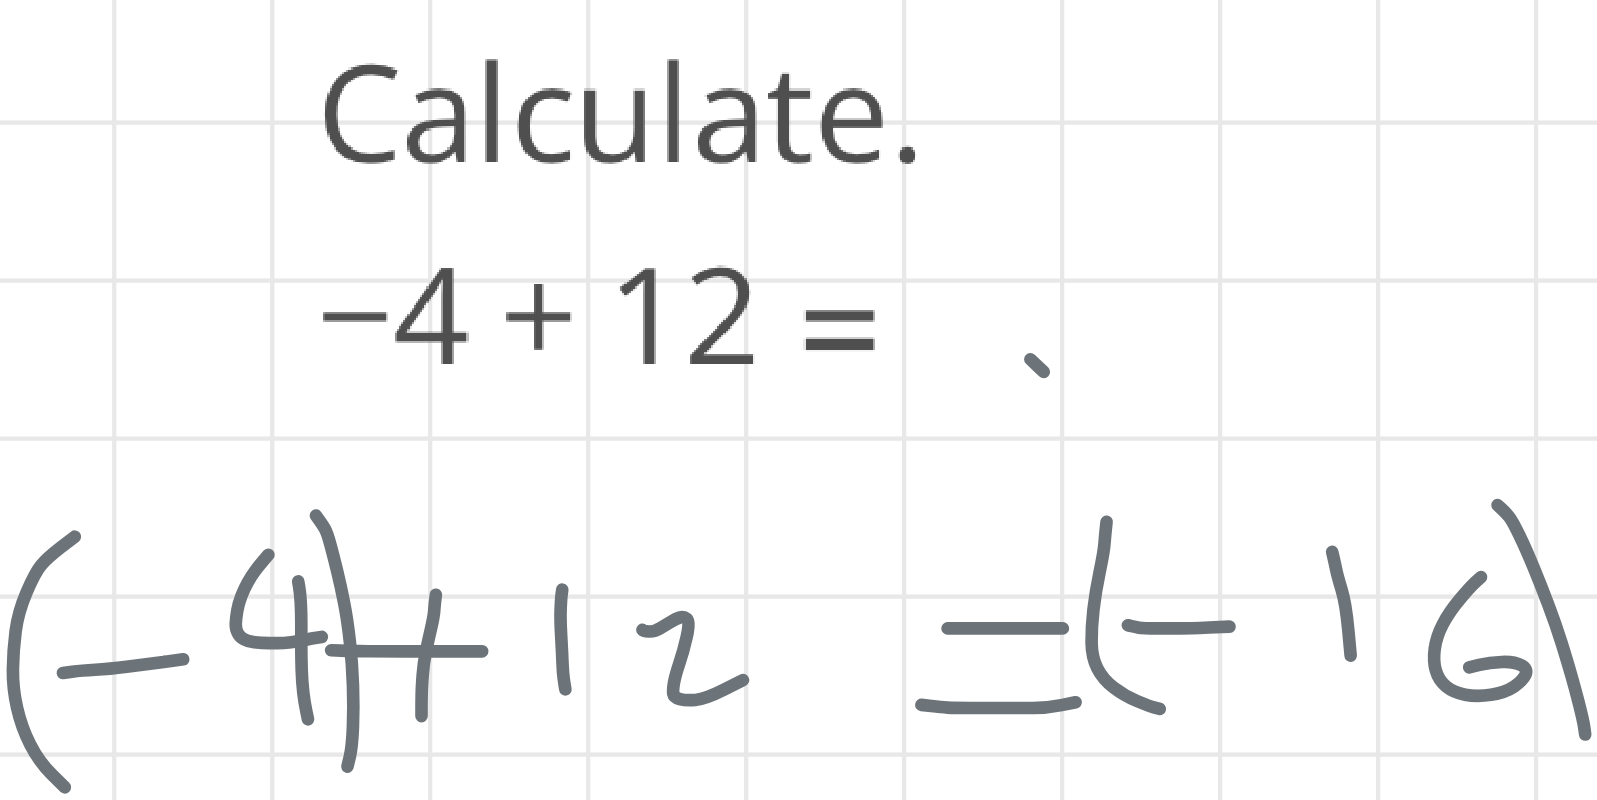 Calculate.
−4 + 12 =
(-4)+12 =(-16)